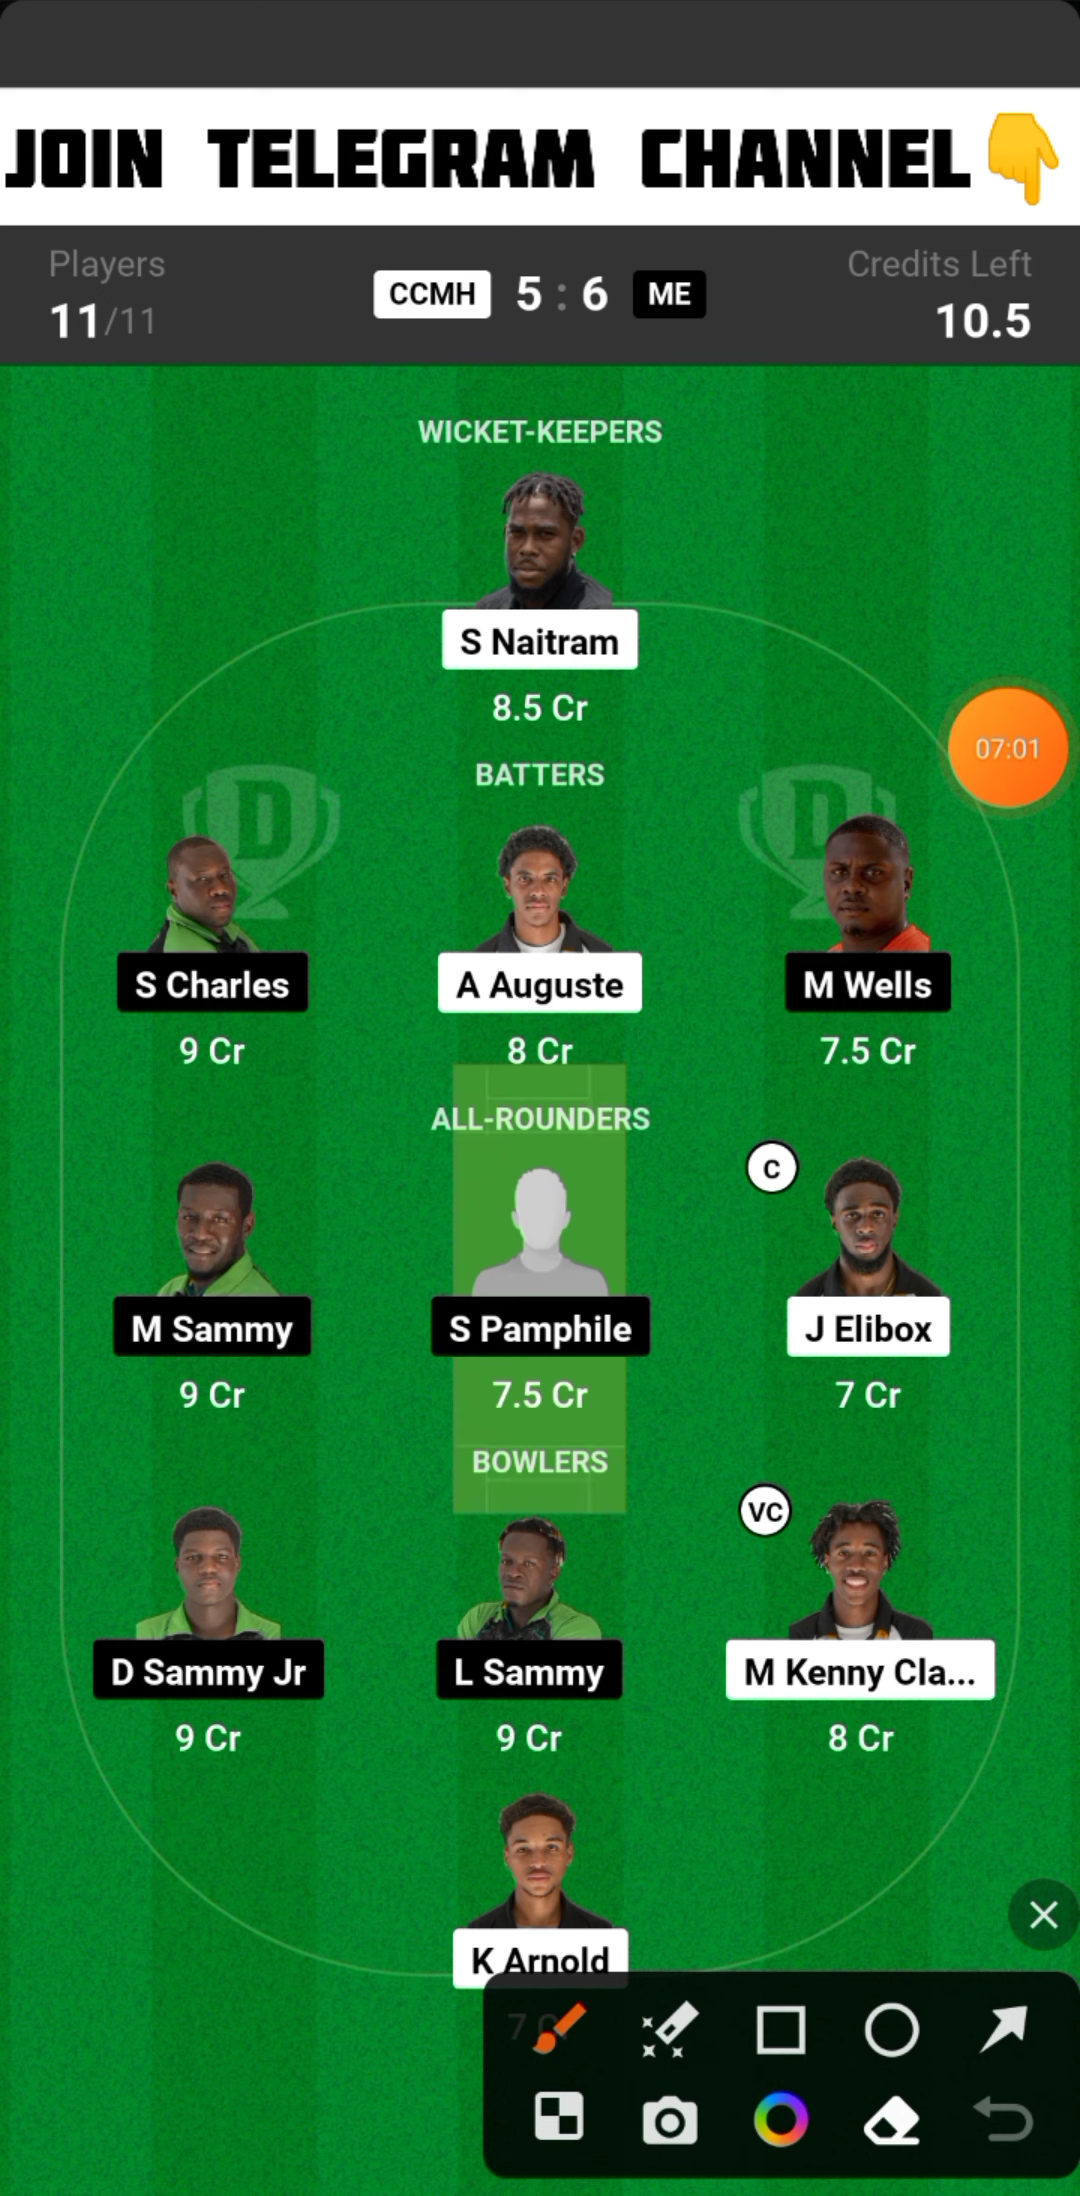 JOIN TELEGRAM CHANNEL👇
Players
Credits Left
11/11
CCMH 5 : 6 ME
10.5
WICKET-KEEPERS
S Naitram
8.5 Cr
07:01
BATTERS
D D
S Charles A Auguste M Wells
9 Cr 8 Cr 7.5 Cr
ALL-ROUNDERS
C
M Sammy S Pamphile J Elibox
9 Cr 7.5 Cr 7 Cr
BOWLERS
VC
D Sammy Jr L Sammy M Kenny Cla...
9 Cr 9 Cr 8 Cr
K Arnold